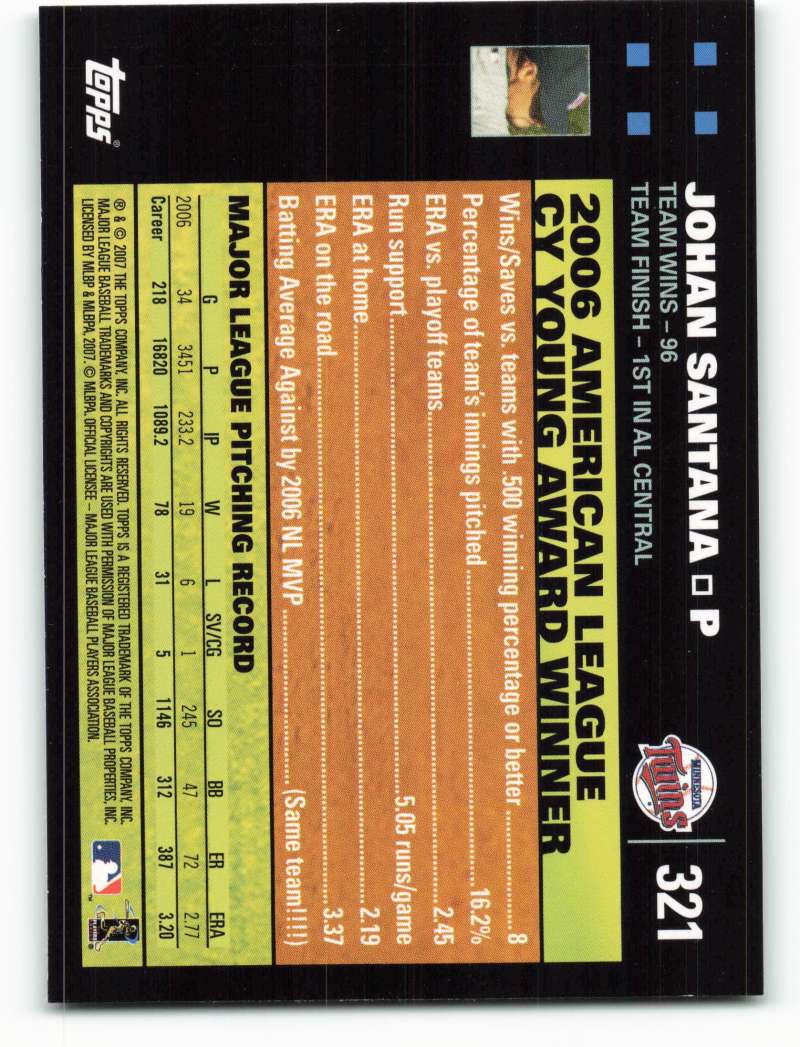 JOHAN SANTANA □ P
TEAM WINS – 96
TEAM FINISH – 1ST IN AL CENTRAL
MINNESOTA
Twins
321
2006 AMERICAN LEAGUE
CY YOUNG AWARD WINNER
Wins/Saves vs. teams with .500 winning percentage or better .................. 8
Percentage of team's innings pitched .................. 16.2%
ERA vs. playoff teams .................. 2.45
Run support .................. 5.05 runs/game
ERA at home .................. 2.19
ERA on the road .................. 3.37
Batting Average Against by 2006 NL MVP .................. (Same team!!!!)
MAJOR LEAGUE PITCHING RECORD
G P IP W L SV/CG SO BB ER ERA
2006 34 3451 233.2 19 6 1 245 47 72 2.77
Career 218 16820 1089.2 78 31 5 1146 312 387 3.20
® & © 2007 THE TOPPS COMPANY, INC. ALL RIGHTS RESERVED. TOPPS IS A REGISTERED TRADEMARK OF THE TOPPS COMPANY, INC.
MAJOR LEAGUE BASEBALL TRADEMARKS AND COPYRIGHTS ARE USED WITH PERMISSION OF MAJOR LEAGUE BASEBALL PROPERTIES, INC.
LICENSED BY MLBP & MLBPA, 2007. © MLBPA, OFFICIAL LICENSEE – MAJOR LEAGUE BASEBALL PLAYERS ASSOCIATION.
topps®